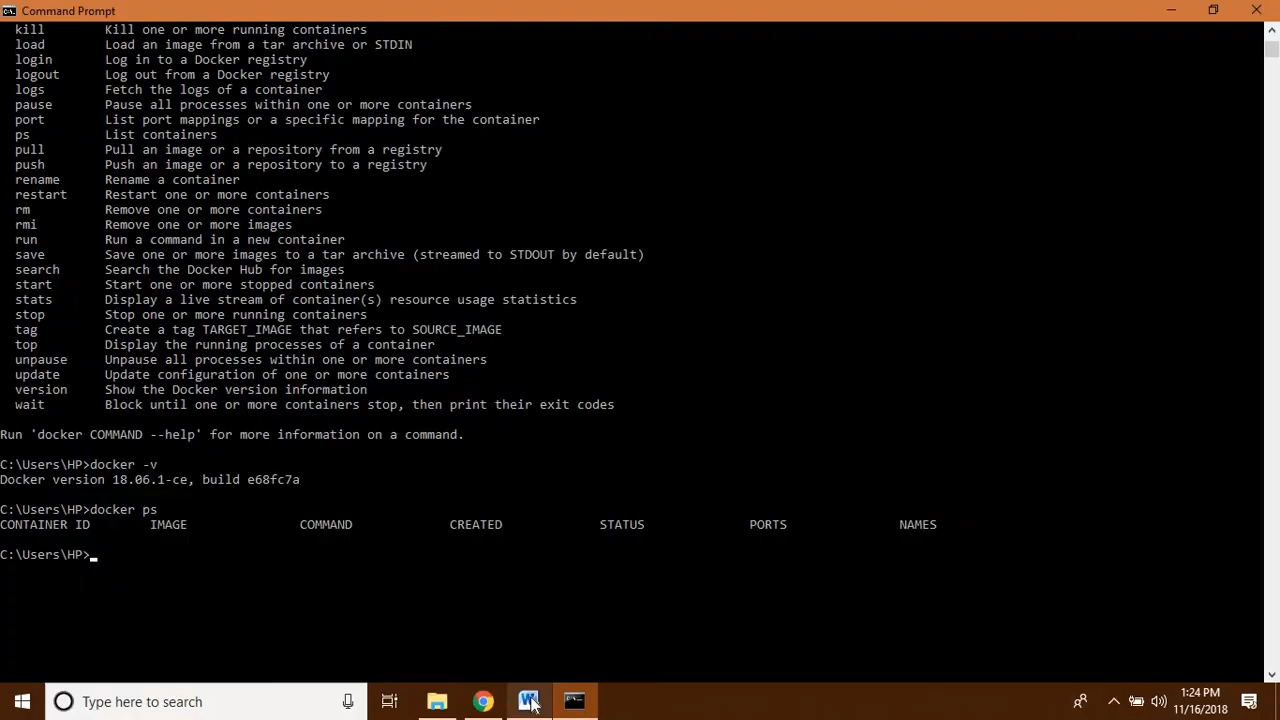 Command Prompt
kill Kill one or more running containers
load Load an image from a tar archive or STDIN
login Log in to a Docker registry
logout Log out from a Docker registry
logs Fetch the logs of a container
pause Pause all processes within one or more containers
port List port mappings or a specific mapping for the container
ps List containers
pull Pull an image or a repository from a registry
push Push an image or a repository to a registry
rename Rename a container
restart Restart one or more containers
rm Remove one or more containers
rmi Remove one or more images
run Run a command in a new container
save Save one or more images to a tar archive (streamed to STDOUT by default)
search Search the Docker Hub for images
start Start one or more stopped containers
stats Display a live stream of container(s) resource usage statistics
stop Stop one or more running containers
tag Create a tag TARGET_IMAGE that refers to SOURCE_IMAGE
top Display the running processes of a container
unpause Unpause all processes within one or more containers
update Update configuration of one or more containers
version Show the Docker version information
wait Block until one or more containers stop, then print their exit codes
Run 'docker COMMAND --help' for more information on a command.
C:\Users\HP>docker -v
Docker version 18.06.1-ce, build e68fc7a
C:\Users\HP>docker ps
CONTAINER ID IMAGE COMMAND CREATED STATUS PORTS NAMES
C:\Users\HP>
Type here to search
1:24 PM
11/16/2018